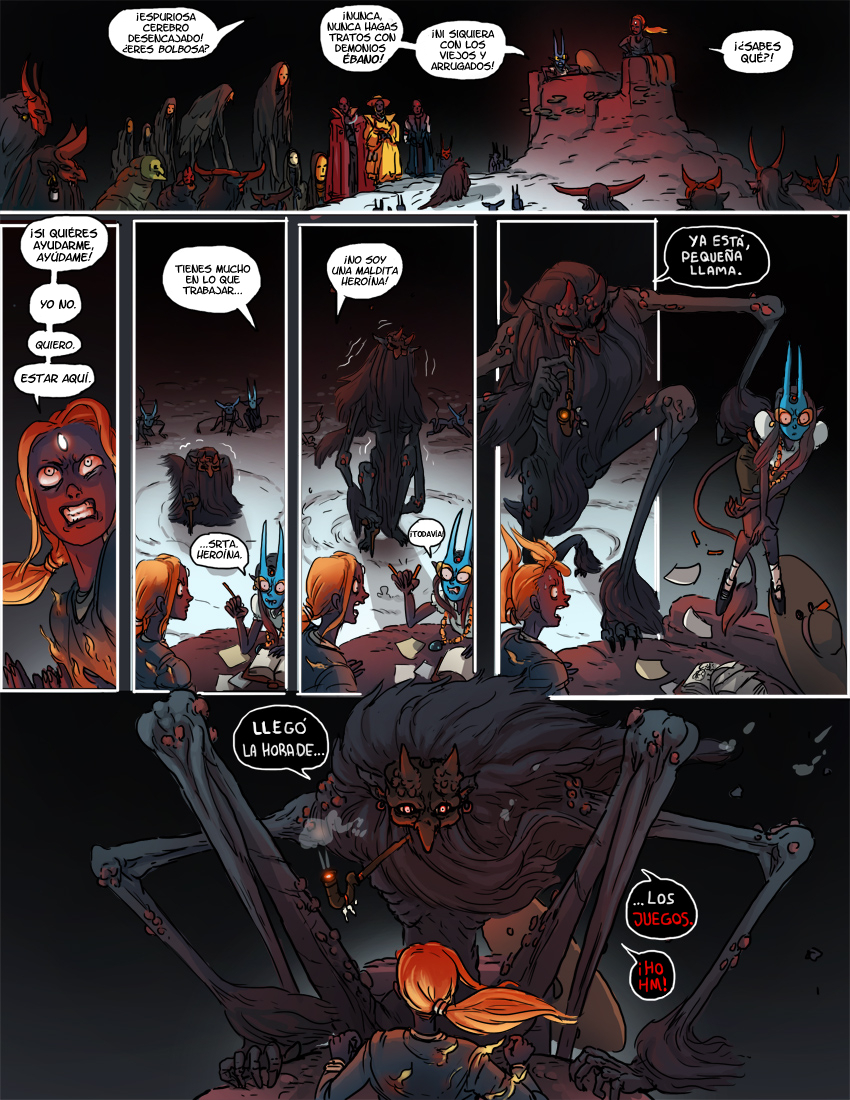 ¡ESPURIOSA
CEREBRO
DESENCAJADO!
¿ERES BOLBOSA?
¡NUNCA,
NUNCA HAGAS
TRATOS CON
DEMONIOS
ÉBANO!
¡NI SIQUIERA
CON LOS
VIEJOS Y
ARRUGADOS!
¡¿SABES
QUÉ?!
¡SI QUIÉRES
AYUDARME,
AYÚDAME!
YO NO.
QUIERO.
ESTAR AQUÍ.
TIENES MUCHO
EN LO QUE
TRABAJAR...
...SRTA.
HEROÍNA.
¡NO SOY
UNA MALDITA
HEROÍNA!
¡TODAVÍA!
YA ESTÁ,
PEQUEÑA
LLAMA.
LLEGÓ
LA HORA DE...
...LOS
JUEGOS.
¡HO
HM!